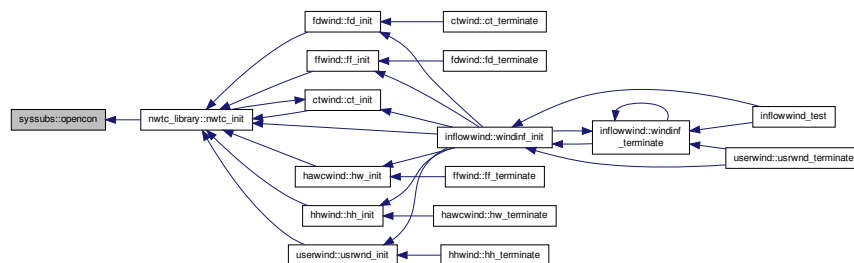 fdwind::fd_init
ctwind::ct_terminate
ffwind::ff_init
fdwind::fd_terminate
syssubs::opencon
nwtc_library::nwtc_init
ctwind::ct_init
inflowwind::windinf_init
inflowwind::windinf
_terminate
inflowwind_test
userwind::usrwnd_terminate
hawcwind::hw_init
ffwind::ff_terminate
hhwind::hh_init
hawcwind::hw_terminate
userwind::usrwnd_init
hhwind::hh_terminate